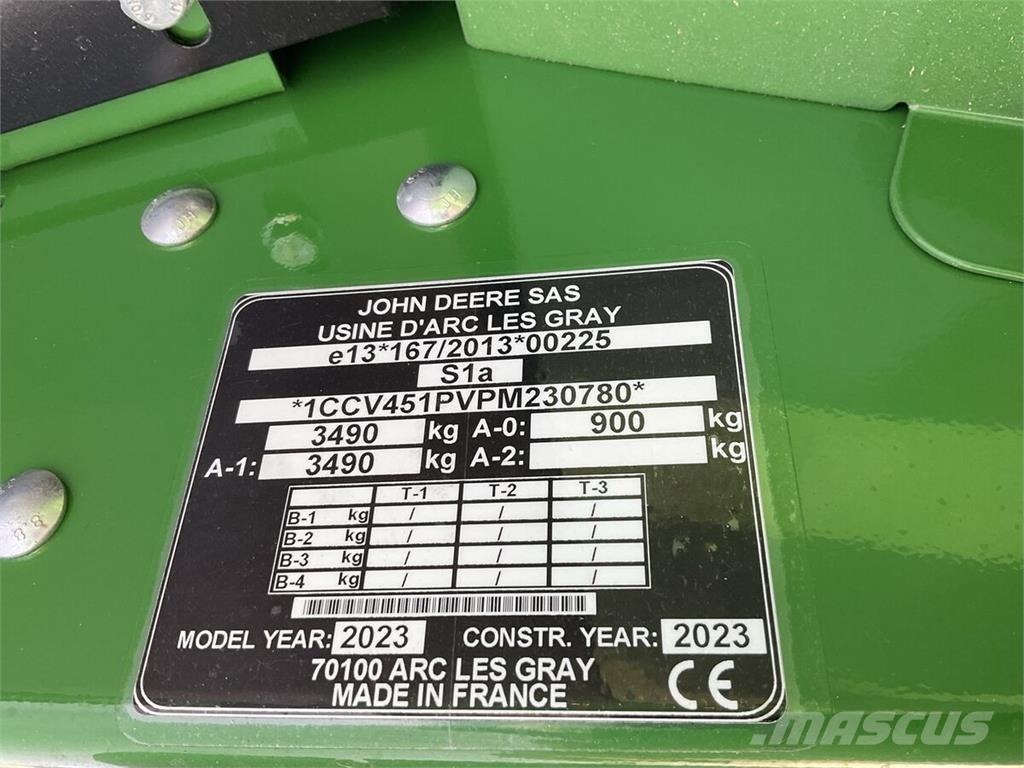 JOHN DEERE SAS
USINE D'ARC LES GRAY
e13*167/2013*00225
S1a
*1CCV451PVPM230780*
3490 kg A-0: 900 kg
A-1: 3490 kg A-2: kg
T-1 T-2 T-3
B-1 kg / / /
B-2 kg / / /
B-3 kg / / /
B-4 kg / / /
MODEL YEAR: 2023 CONSTR. YEAR: 2023
70100 ARC LES GRAY
MADE IN FRANCE CE
8.8
MASCUS